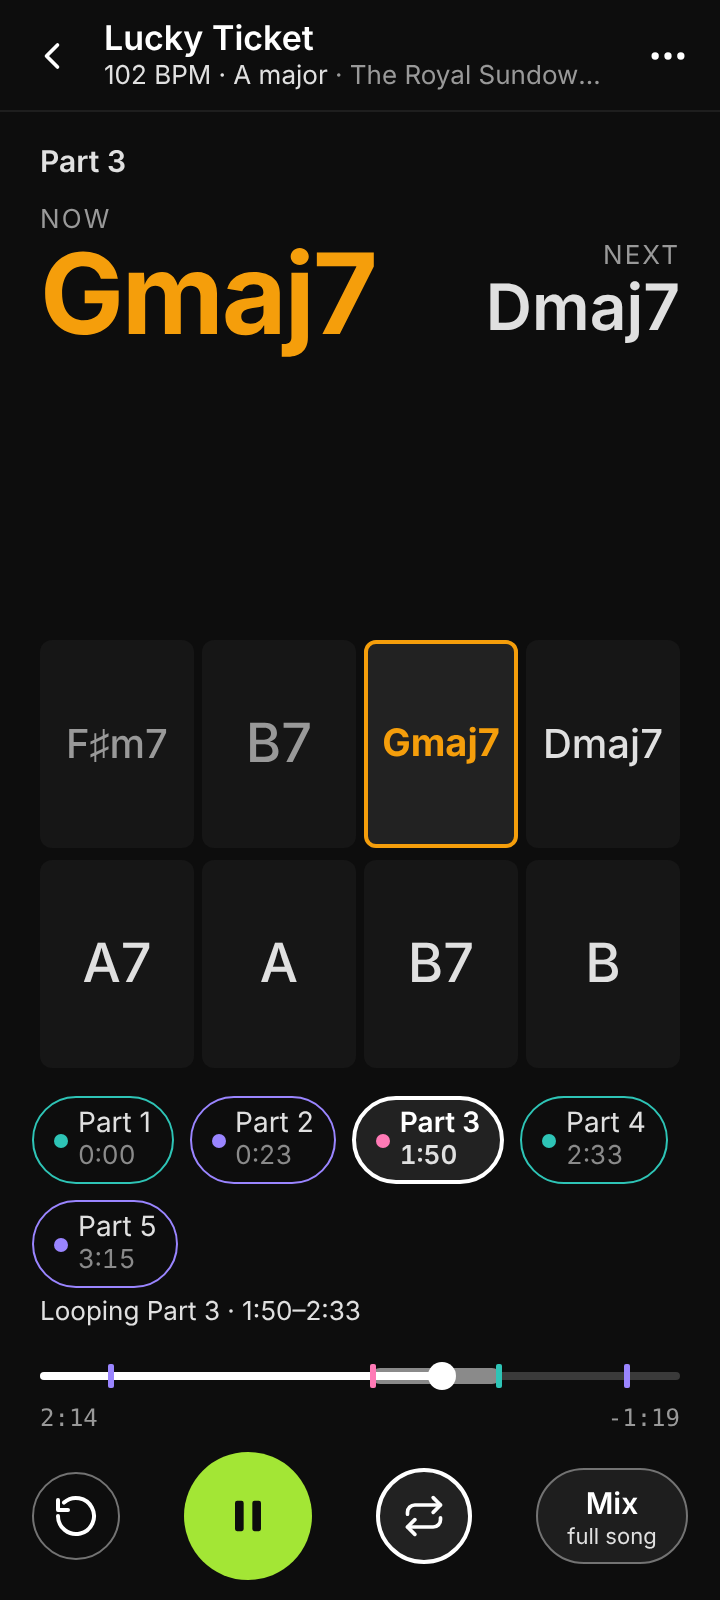 Lucky Ticket
102 BPM · A major · The Royal Sundow...
Part 3
NOW
NEXT
Gmaj7
Dmaj7
F♯m7 B7 Gmaj7 Dmaj7
A7 A B7 B
Part 1 Part 2 Part 3 Part 4
0:00 0:23 1:50 2:33
Part 5
3:15
Looping Part 3 · 1:50–2:33
2:14 -1:19
Mix
full song